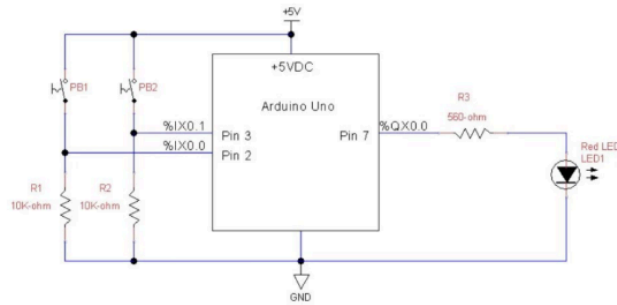 +5V
+5VDC
PB1
PB2
Arduino Uno
R3
%IX0.1
%QX0.0
Pin 3
Pin 7
560-ohm
%IX0.0
Pin 2
Red LED
LED1
R1
R2
10K-ohm
10K-ohm
GND